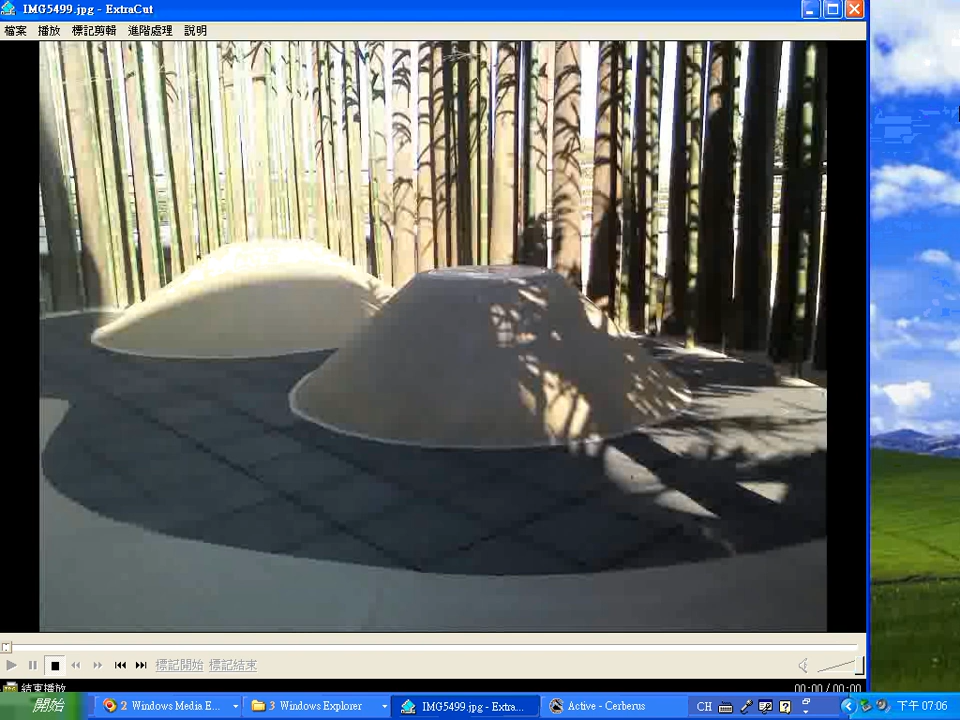 IMG5499.jpg - ExtraCut
檔案 播放 標記剪輯 進階處理 說明
標記開始 標記結束
結束播放 00:00 / 00:00
開始 2 Windows Media E... 3 Windows Explorer IMG5499.jpg - Extra... Active - Cerberus CH 下午 07:06